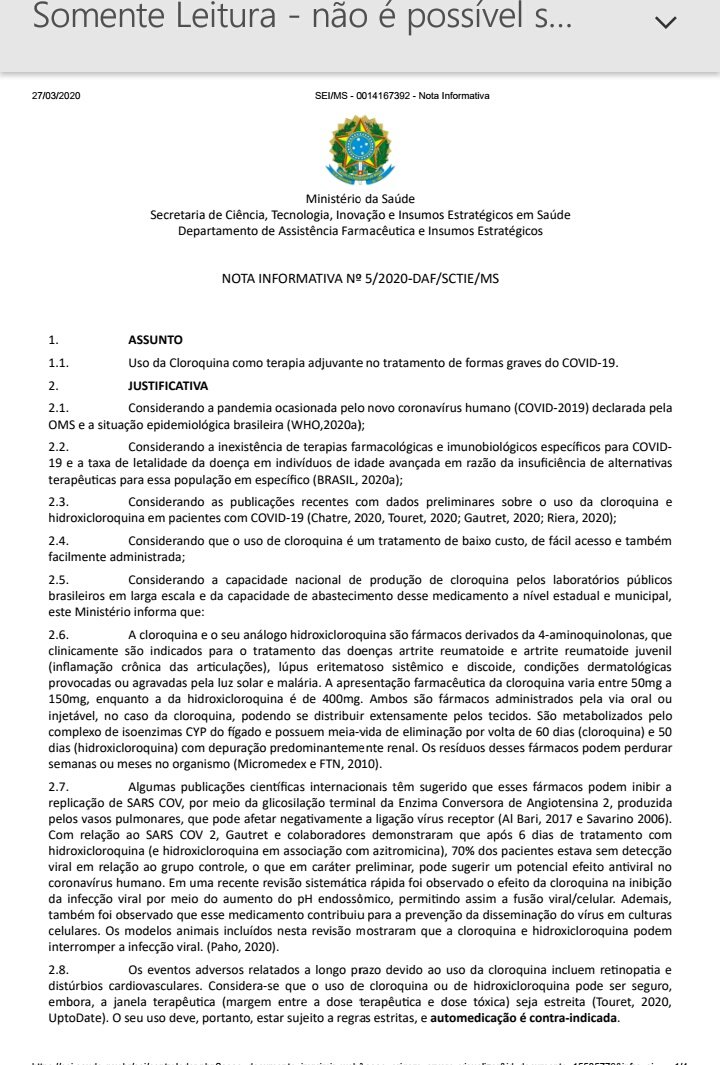 Somente Leitura - não é possível s...
27/03/2020
SEI/MS - 0014167392 - Nota Informativa
Ministério da Saúde
Secretaria de Ciência, Tecnologia, Inovação e Insumos Estratégicos em Saúde
Departamento de Assistência Farmacêutica e Insumos Estratégicos
NOTA INFORMATIVA Nº 5/2020-DAF/SCTIE/MS
1. ASSUNTO
1.1. Uso da Cloroquina como terapia adjuvante no tratamento de formas graves do COVID-19.
2. JUSTIFICATIVA
2.1. Considerando a pandemia ocasionada pelo novo coronavírus humano (COVID-2019) declarada pela
OMS e a situação epidemiológica brasileira (WHO,2020a);
2.2. Considerando a inexistência de terapias farmacológicas e imunobiológicos específicos para COVID-
19 e a taxa de letalidade da doença em indivíduos de idade avançada em razão da insuficiência de alternativas
terapêuticas para essa população em específico (BRASIL, 2020a);
2.3. Considerando as publicações recentes com dados preliminares sobre o uso da cloroquina e
hidroxicloroquina em pacientes com COVID-19 (Chatre, 2020, Touret, 2020; Gautret, 2020; Riera, 2020);
2.4. Considerando que o uso de cloroquina é um tratamento de baixo custo, de fácil acesso e também
facilmente administrada;
2.5. Considerando a capacidade nacional de produção de cloroquina pelos laboratórios públicos
brasileiros em larga escala e da capacidade de abastecimento desse medicamento a nível estadual e municipal,
este Ministério informa que:
2.6. A cloroquina e o seu análogo hidroxicloroquina são fármacos derivados da 4-aminoquinolonas, que
clinicamente são indicados para o tratamento das doenças artrite reumatoide e artrite reumatoide juvenil
(inflamação crônica das articulações), lúpus eritematoso sistêmico e discoide, condições dermatológicas
provocadas ou agravadas pela luz solar e malária. A apresentação farmacêutica da cloroquina varia entre 50mg a
150mg, enquanto a da hidroxicloroquina é de 400mg. Ambos são fármacos administrados pela via oral ou
injetável, no caso da cloroquina, podendo se distribuir extensamente pelos tecidos. São metabolizados pelo
complexo de isoenzimas CYP do fígado e possuem meia-vida de eliminação por volta de 60 dias (cloroquina) e 50
dias (hidroxicloroquina) com depuração predominantemente renal. Os resíduos desses fármacos podem perdurar
semanas ou meses no organismo (Micromedex e FTN, 2010).
2.7. Algumas publicações científicas internacionais têm sugerido que esses fármacos podem inibir a
replicação de SARS COV, por meio da glicosilação terminal da Enzima Conversora de Angiotensina 2, produzida
pelos vasos pulmonares, que pode afetar negativamente a ligação vírus receptor (Al Bari, 2017 e Savarino 2006).
Com relação ao SARS COV 2, Gautret e colaboradores demonstraram que após 6 dias de tratamento com
hidroxicloroquina (e hidroxicloroquina em associação com azitromicina), 70% dos pacientes estava sem detecção
viral em relação ao grupo controle, o que em caráter preliminar, pode sugerir um potencial efeito antiviral no
coronavírus humano. Em uma recente revisão sistemática rápida foi observado o efeito da cloroquina na inibição
da infecção viral por meio do aumento do pH endossômico, permitindo assim a fusão viral/celular. Ademais,
também foi observado que esse medicamento contribuiu para a prevenção da disseminação do vírus em culturas
celulares. Os modelos animais incluídos nesta revisão mostraram que a cloroquina e hidroxicloroquina podem
interromper a infecção viral. (Paho, 2020).
2.8. Os eventos adversos relatados a longo prazo devido ao uso da cloroquina incluem retinopatia e
distúrbios cardiovasculares. Considera-se que o uso de cloroquina ou de hidroxicloroquina pode ser seguro,
embora, a janela terapêutica (margem entre a dose terapêutica e dose tóxica) seja estreita (Touret, 2020,
UptoDate). O seu uso deve, portanto, estar sujeito a regras estritas, e automedicação é contra-indicada.